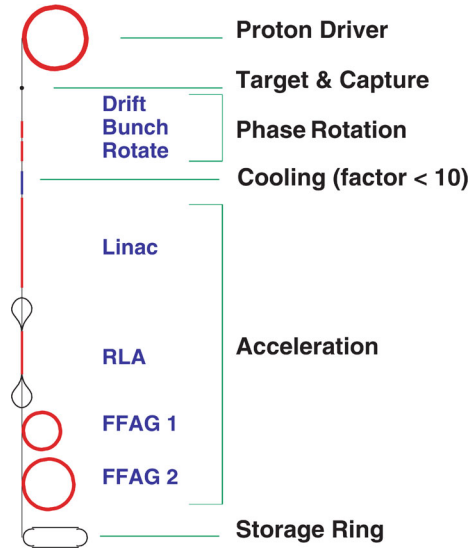 Proton Driver
Target & Capture
Drift
Bunch
Rotate
Phase Rotation
Cooling (factor < 10)
Linac
RLA
Acceleration
FFAG 1
FFAG 2
Storage Ring